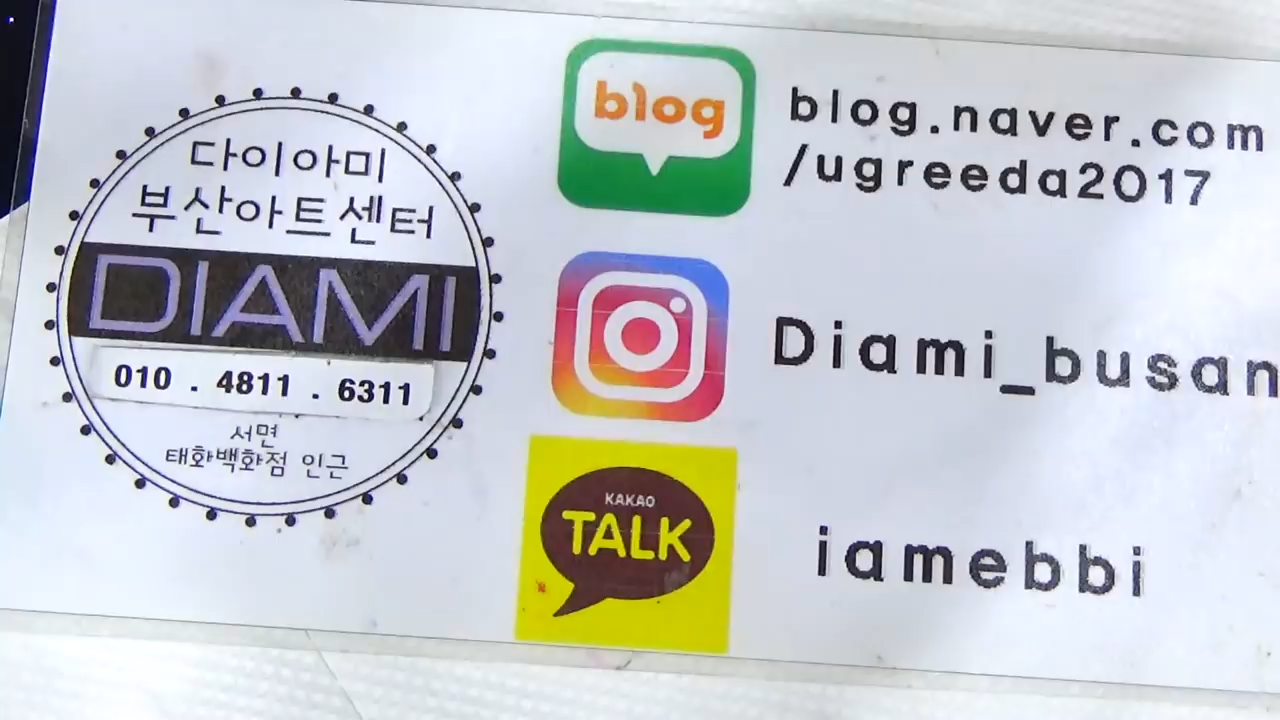 다이아미
부산아트센터
DIAMI
010 . 4811 . 6311
서면
태화백화점 인근
blog
blog.naver.com
/ugreeda2017
Diami_busan
KAKAO
TALK
iamebbi